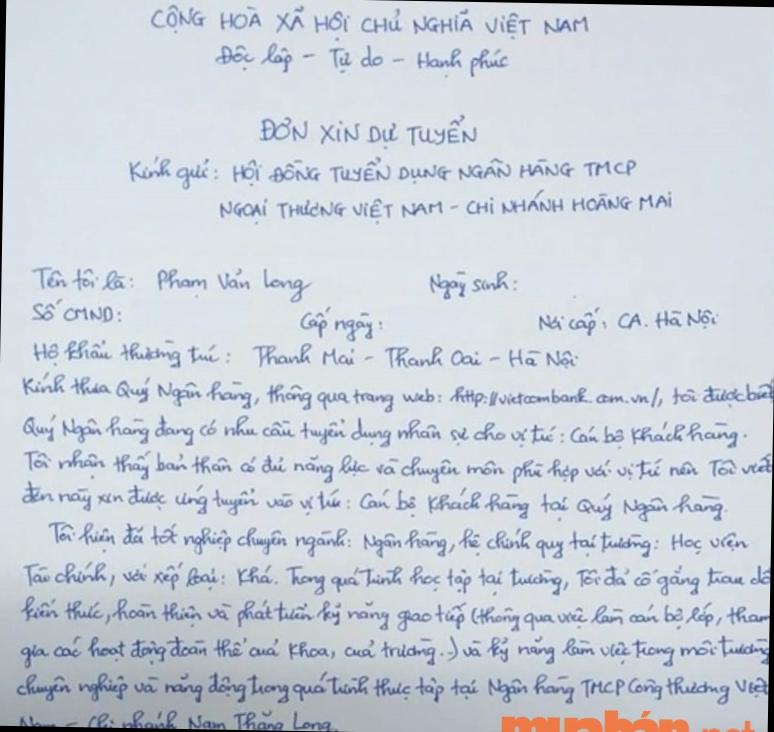 CỘNG HOÀ XÃ HỘI CHỦ NGHĨA VIỆT NAM
Độc lập - Tự do - Hạnh phúc
ĐƠN XIN DỰ TUYỂN
Kính gửi: HỘI ĐỒNG TUYỂN DỤNG NGÂN HÀNG TMCP
NGOẠI THƯƠNG VIỆT NAM - CHI NHÁNH HOÀNG MAI
Tên tôi là: Phạm Văn Long Ngày sinh:
Số CMND: Cấp ngày: Nơi cấp: CA. Hà Nội
Hộ khẩu thường trú: Thanh Mai - Thanh Oai - Hà Nội
Kính thưa Quý Ngân hàng, thông qua trang web: http://vietcombank.com.vn/, tôi được biết
Quý Ngân hàng đang có nhu cầu tuyển dụng nhân sự cho vị trí: Cán bộ Khách hàng.
Tôi nhận thấy bản thân có đủ năng lực và chuyên môn phù hợp với vị trí nên Tôi viết
đơn này xin được ứng tuyển vào vị trí: Cán bộ Khách hàng tại Quý Ngân hàng.
Tôi hiện đã tốt nghiệp chuyên ngành: Ngân hàng, hệ chính quy tại trường: Học viện
Tài chính, với xếp loại: Khá. Trong quá trình học tập tại trường, Tôi đã cố gắng trau dồi
kiến thức, hoàn thiện và phát triển kỹ năng giao tiếp (thông qua việc làm cán bộ lớp, tham
gia các hoạt động đoàn thể của khoa, của trường.) và kỹ năng làm việc trong môi trường
chuyên nghiệp và năng động trong quá trình thực tập tại Ngân hàng TMCP Công thương Việt
Nam - Chi nhánh Nam Thăng Long.
muaban.net